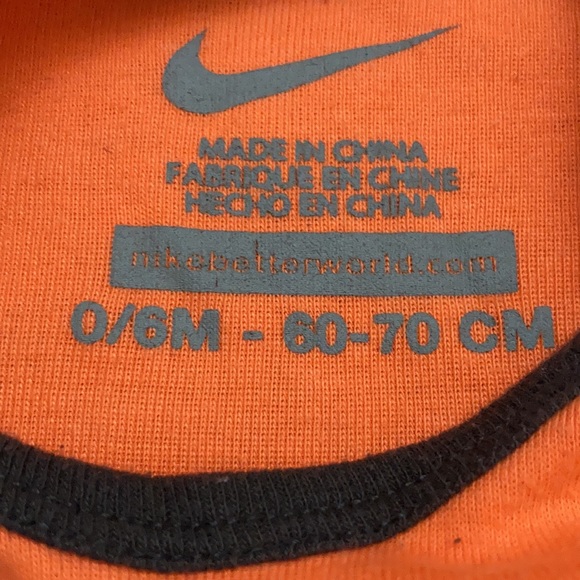 MADE IN CHINA
FABRIQUE EN CHINE
HECHO EN CHINA
nikebetterworld.com
0/6M - 60-70 CM